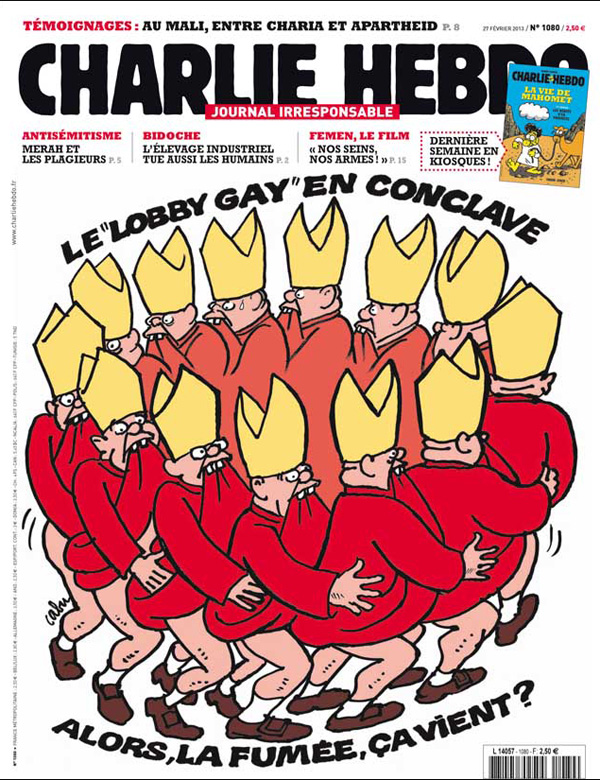 TÉMOIGNAGES : AU MALI, ENTRE CHARIA ET APARTHEID P. 8
27 FÉVRIER 2013 / N° 1080 / 2,50 €
CHARLIE HEBDO
JOURNAL IRRESPONSABLE
ANTISÉMITISME
MERAH ET
LES PLAGIEURS P. 5
BIDOCHE
L'ÉLEVAGE INDUSTRIEL
TUE AUSSI LES HUMAINS P. 2
FEMEN, LE FILM
« NOS SEINS,
NOS ARMES ! » P. 15
DERNIÈRE
SEMAINE EN
KIOSQUES !
CHARLIE HEBDO
LA VIE DE
MAHOMET
www.charliehebdo.fr
LE "LOBBY GAY" EN CONCLAVE
cabu
ALORS, LA FUMÉE, ÇA VIENT ?
L 14057 - 1080 - F: 2,50 €